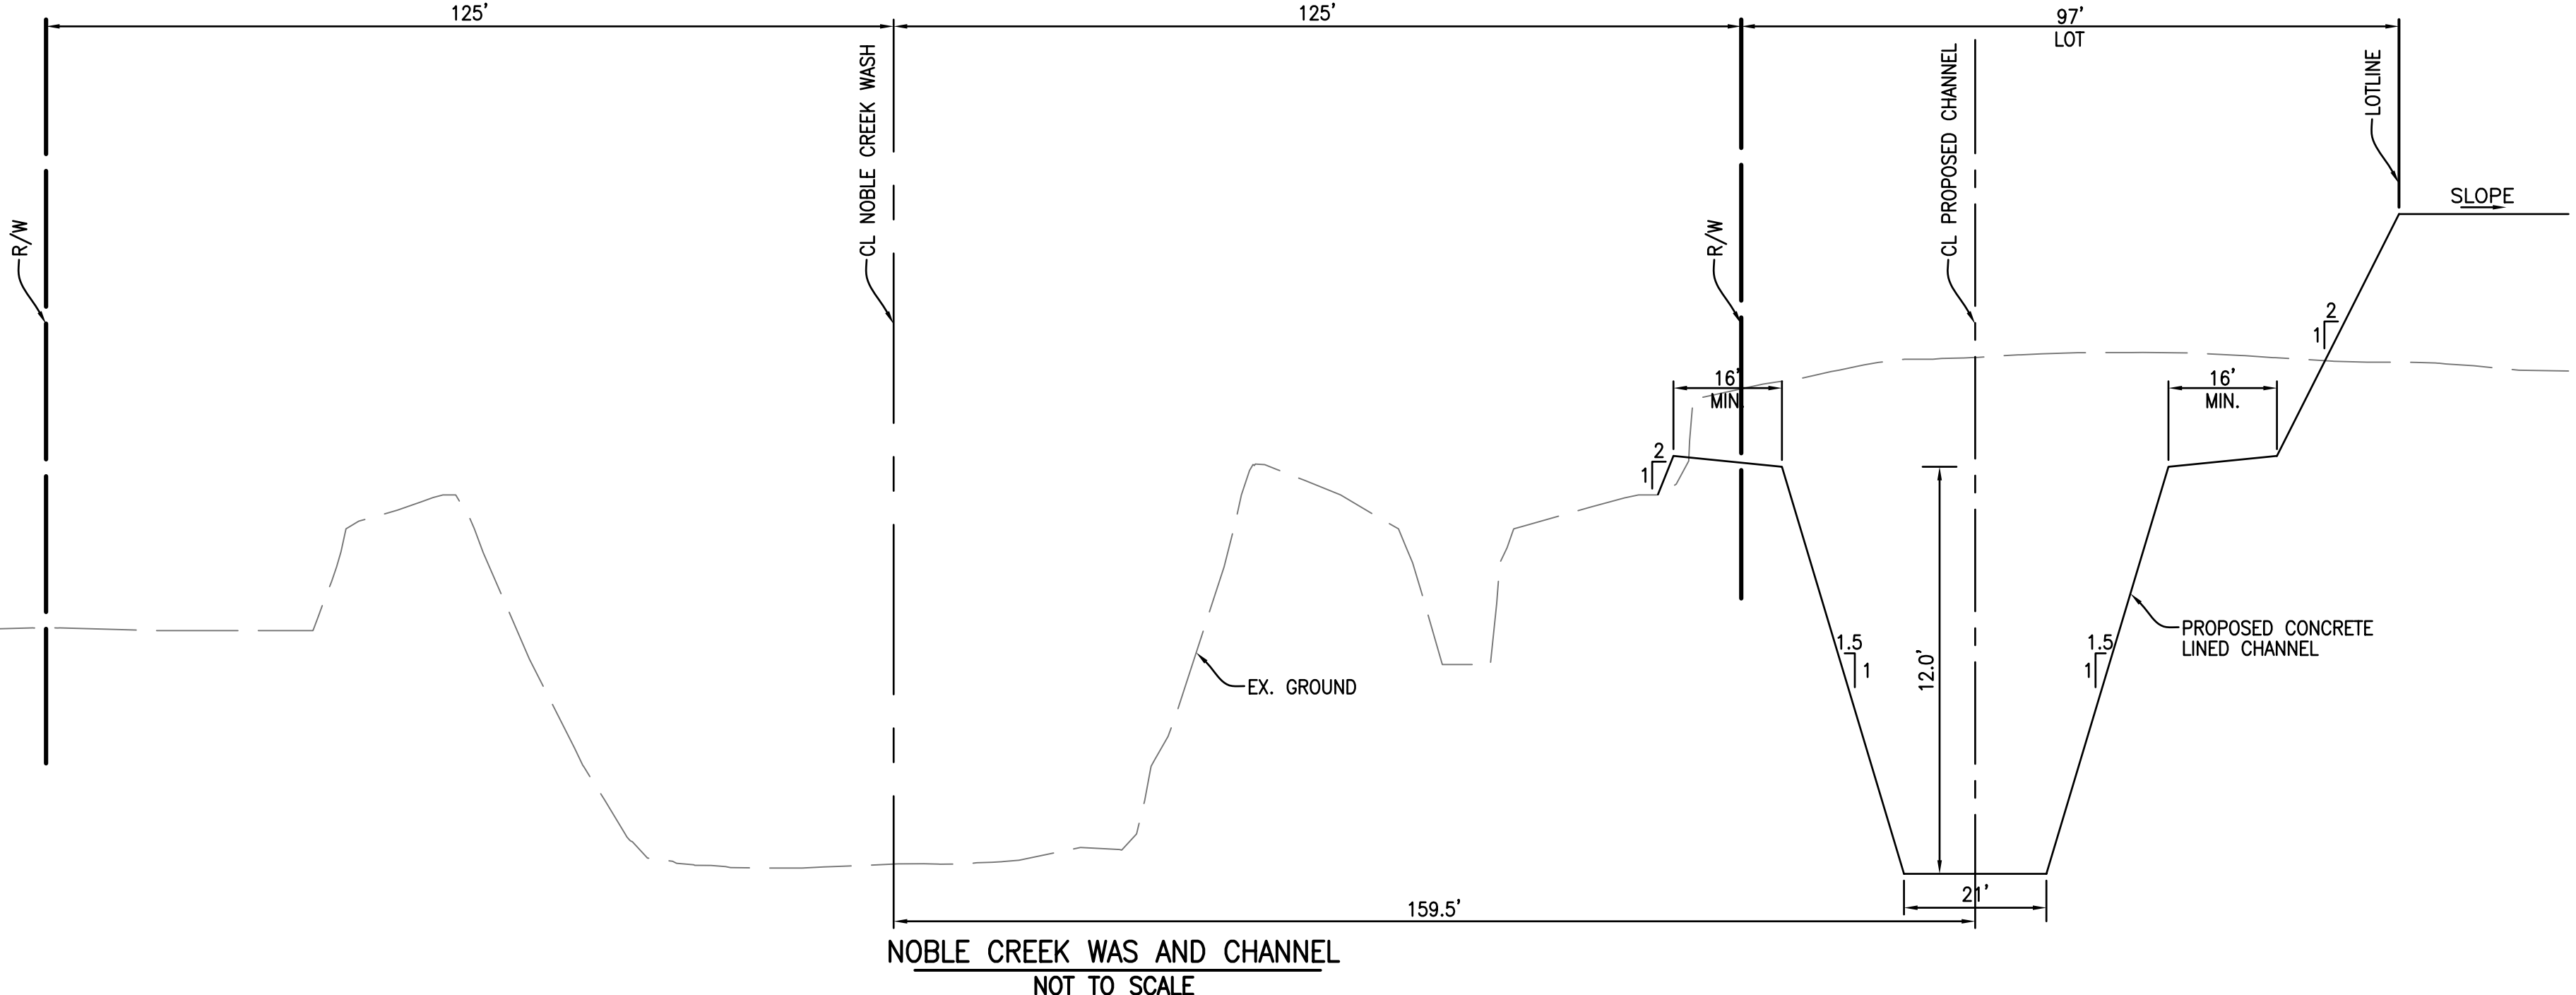 125'
125'
97'
LOT
R/W
CL NOBLE CREEK WASH
R/W
CL PROPOSED CHANNEL
LOTLINE
SLOPE
2
1
16'
MIN.
16'
MIN.
2
1
12.0'
1.5
1
1.5
1
PROPOSED CONCRETE
LINED CHANNEL
EX. GROUND
21'
159.5'
NOBLE CREEK WAS AND CHANNEL
NOT TO SCALE